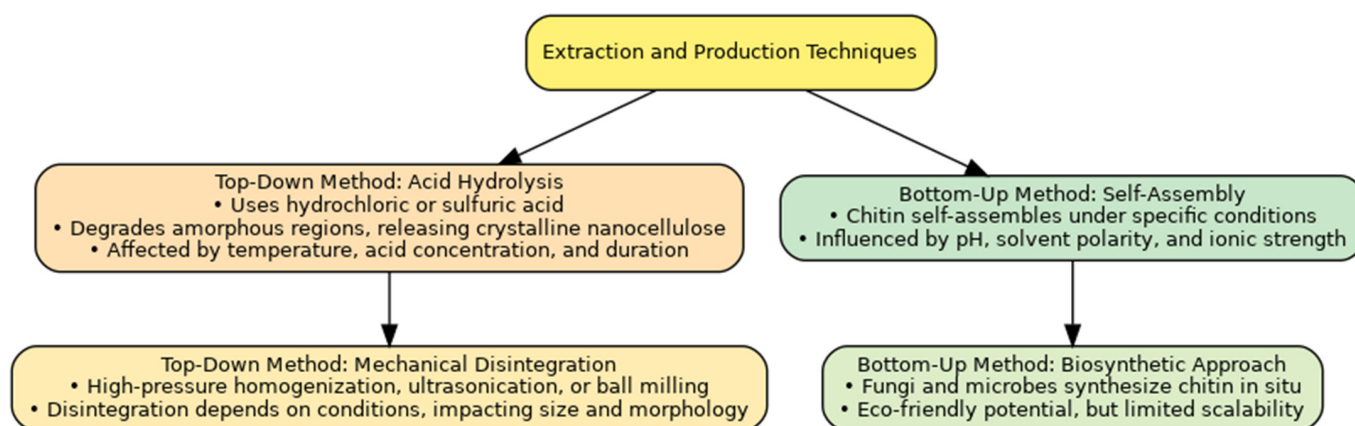 Extraction and Production Techniques
Top-Down Method: Acid Hydrolysis
• Uses hydrochloric or sulfuric acid
• Degrades amorphous regions, releasing crystalline nanocellulose
• Affected by temperature, acid concentration, and duration
Bottom-Up Method: Self-Assembly
• Chitin self-assembles under specific conditions
• Influenced by pH, solvent polarity, and ionic strength
Top-Down Method: Mechanical Disintegration
• High-pressure homogenization, ultrasonication, or ball milling
• Disintegration depends on conditions, impacting size and morphology
Bottom-Up Method: Biosynthetic Approach
• Fungi and microbes synthesize chitin in situ
• Eco-friendly potential, but limited scalability